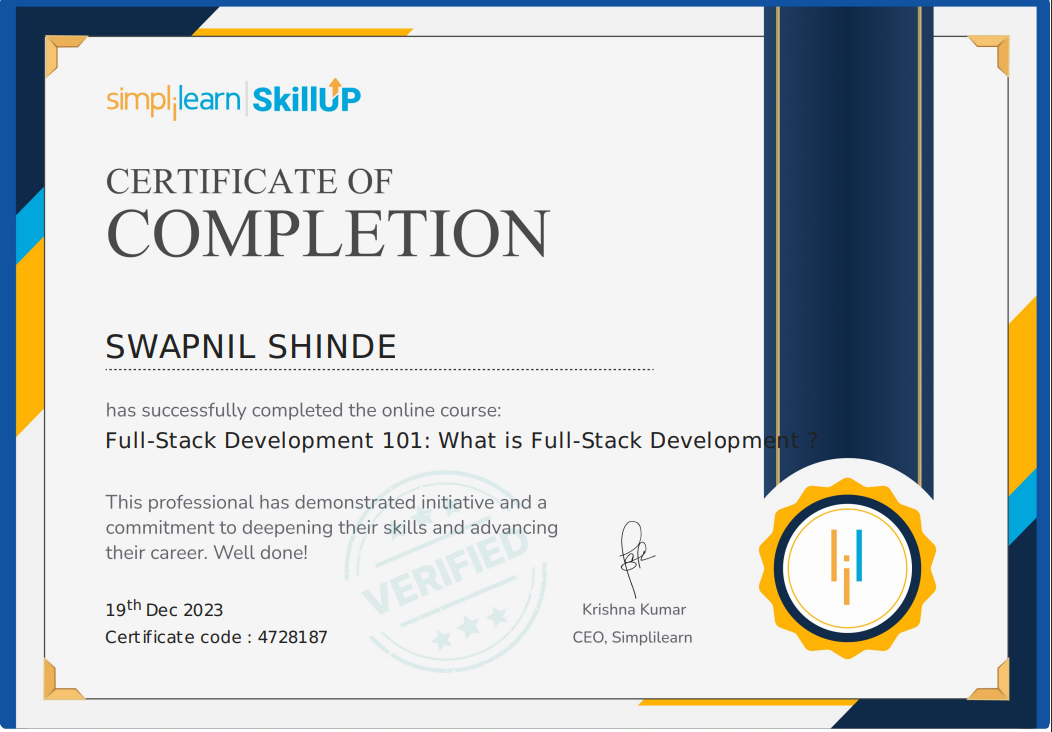 simplilearn | SkillUP
CERTIFICATE OF
COMPLETION
SWAPNIL SHINDE
has successfully completed the online course:
Full-Stack Development 101: What is Full-Stack Development ?
This professional has demonstrated initiative and a
commitment to deepening their skills and advancing
their career. Well done!
VERIFIED
19th Dec 2023
Certificate code : 4728187
Krishna Kumar
CEO, Simplilearn